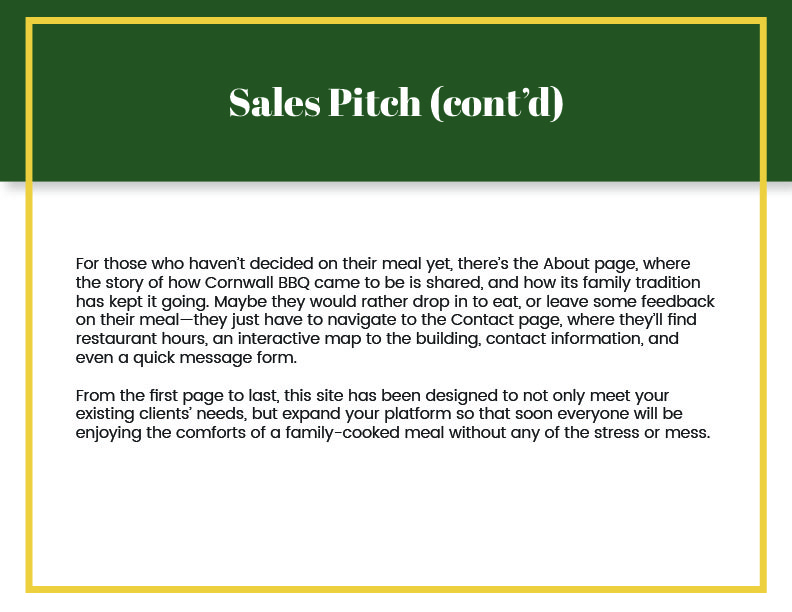 Sales Pitch (cont’d)
For those who haven’t decided on their meal yet, there’s the About page, where
the story of how Cornwall BBQ came to be is shared, and how its family tradition
has kept it going. Maybe they would rather drop in to eat, or leave some feedback
on their meal—they just have to navigate to the Contact page, where they’ll find
restaurant hours, an interactive map to the building, contact information, and
even a quick message form.
From the first page to last, this site has been designed to not only meet your
existing clients’ needs, but expand your platform so that soon everyone will be
enjoying the comforts of a family-cooked meal without any of the stress or mess.